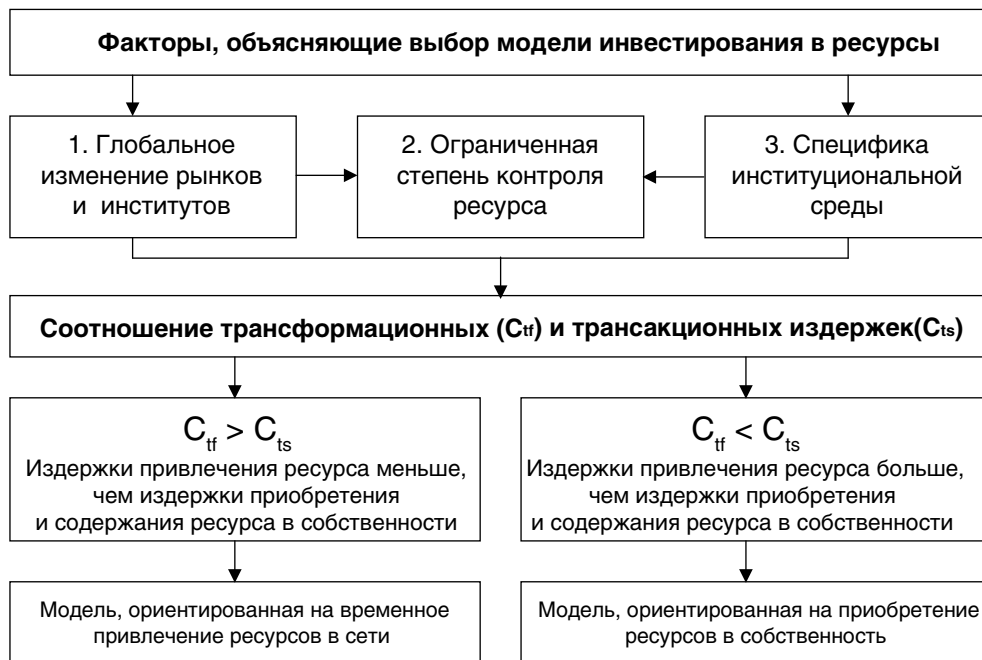 Факторы, объясняющие выбор модели инвестирования в ресурсы
1. Глобальное
изменение рынков
и институтов
2. Ограниченная
степень контроля
ресурса
3. Специфика
институциональной
среды
Соотношение трансформационных (Ctf) и трансакционных издержек(Cts)
Ctf > Cts
Издержки привлечения ресурса меньше,
чем издержки приобретения
и содержания ресурса в собственности
Ctf < Cts
Издержки привлечения ресурса больше,
чем издержки приобретения
и содержания ресурса в собственности
Модель, ориентированная на временное
привлечение ресурсов в сети
Модель, ориентированная на приобретение
ресурсов в собственность